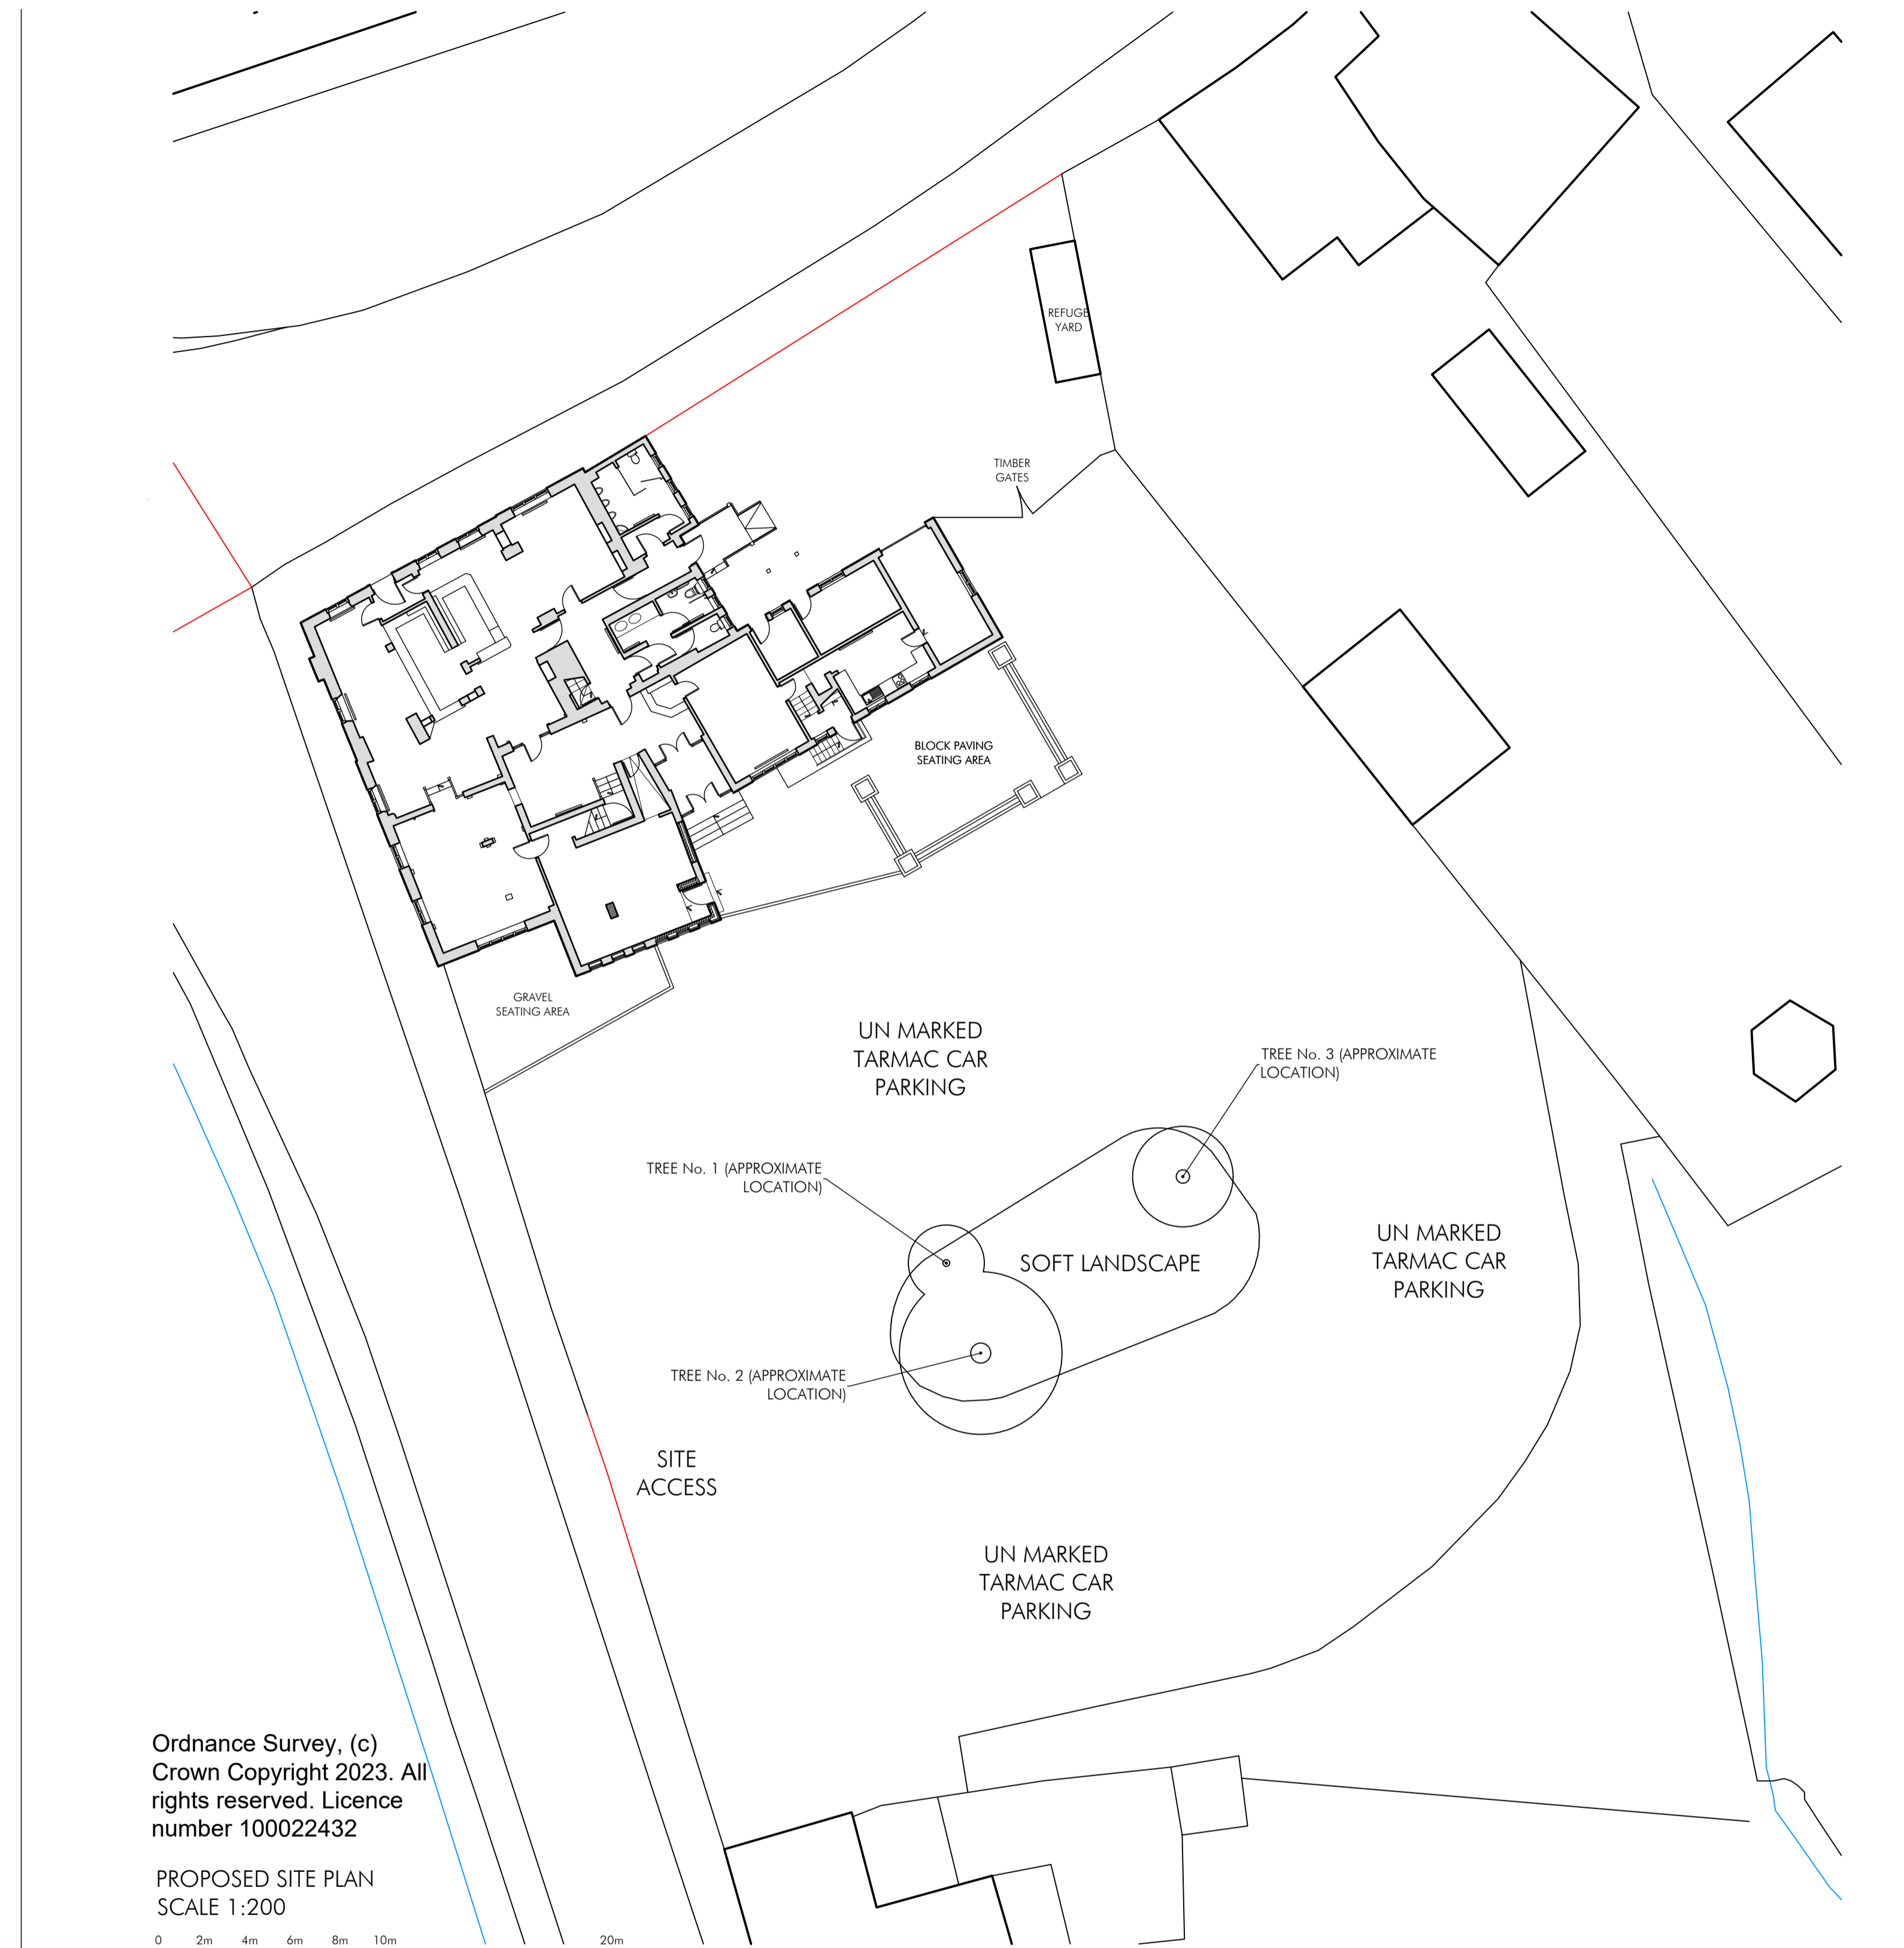 REFUGE
YARD
TIMBER
GATES
BLOCK PAVING
SEATING AREA
GRAVEL
SEATING AREA
UN MARKED
TARMAC CAR
PARKING
TREE No. 3 (APPROXIMATE
LOCATION)
TREE No. 1 (APPROXIMATE
LOCATION)
SOFT LANDSCAPE
UN MARKED
TARMAC CAR
PARKING
TREE No. 2 (APPROXIMATE
LOCATION)
SITE
ACCESS
UN MARKED
TARMAC CAR
PARKING
Ordnance Survey, (c)
Crown Copyright 2023. All
rights reserved. Licence
number 100022432
PROPOSED SITE PLAN
SCALE 1:200
0 2m 4m 6m 8m 10m 20m